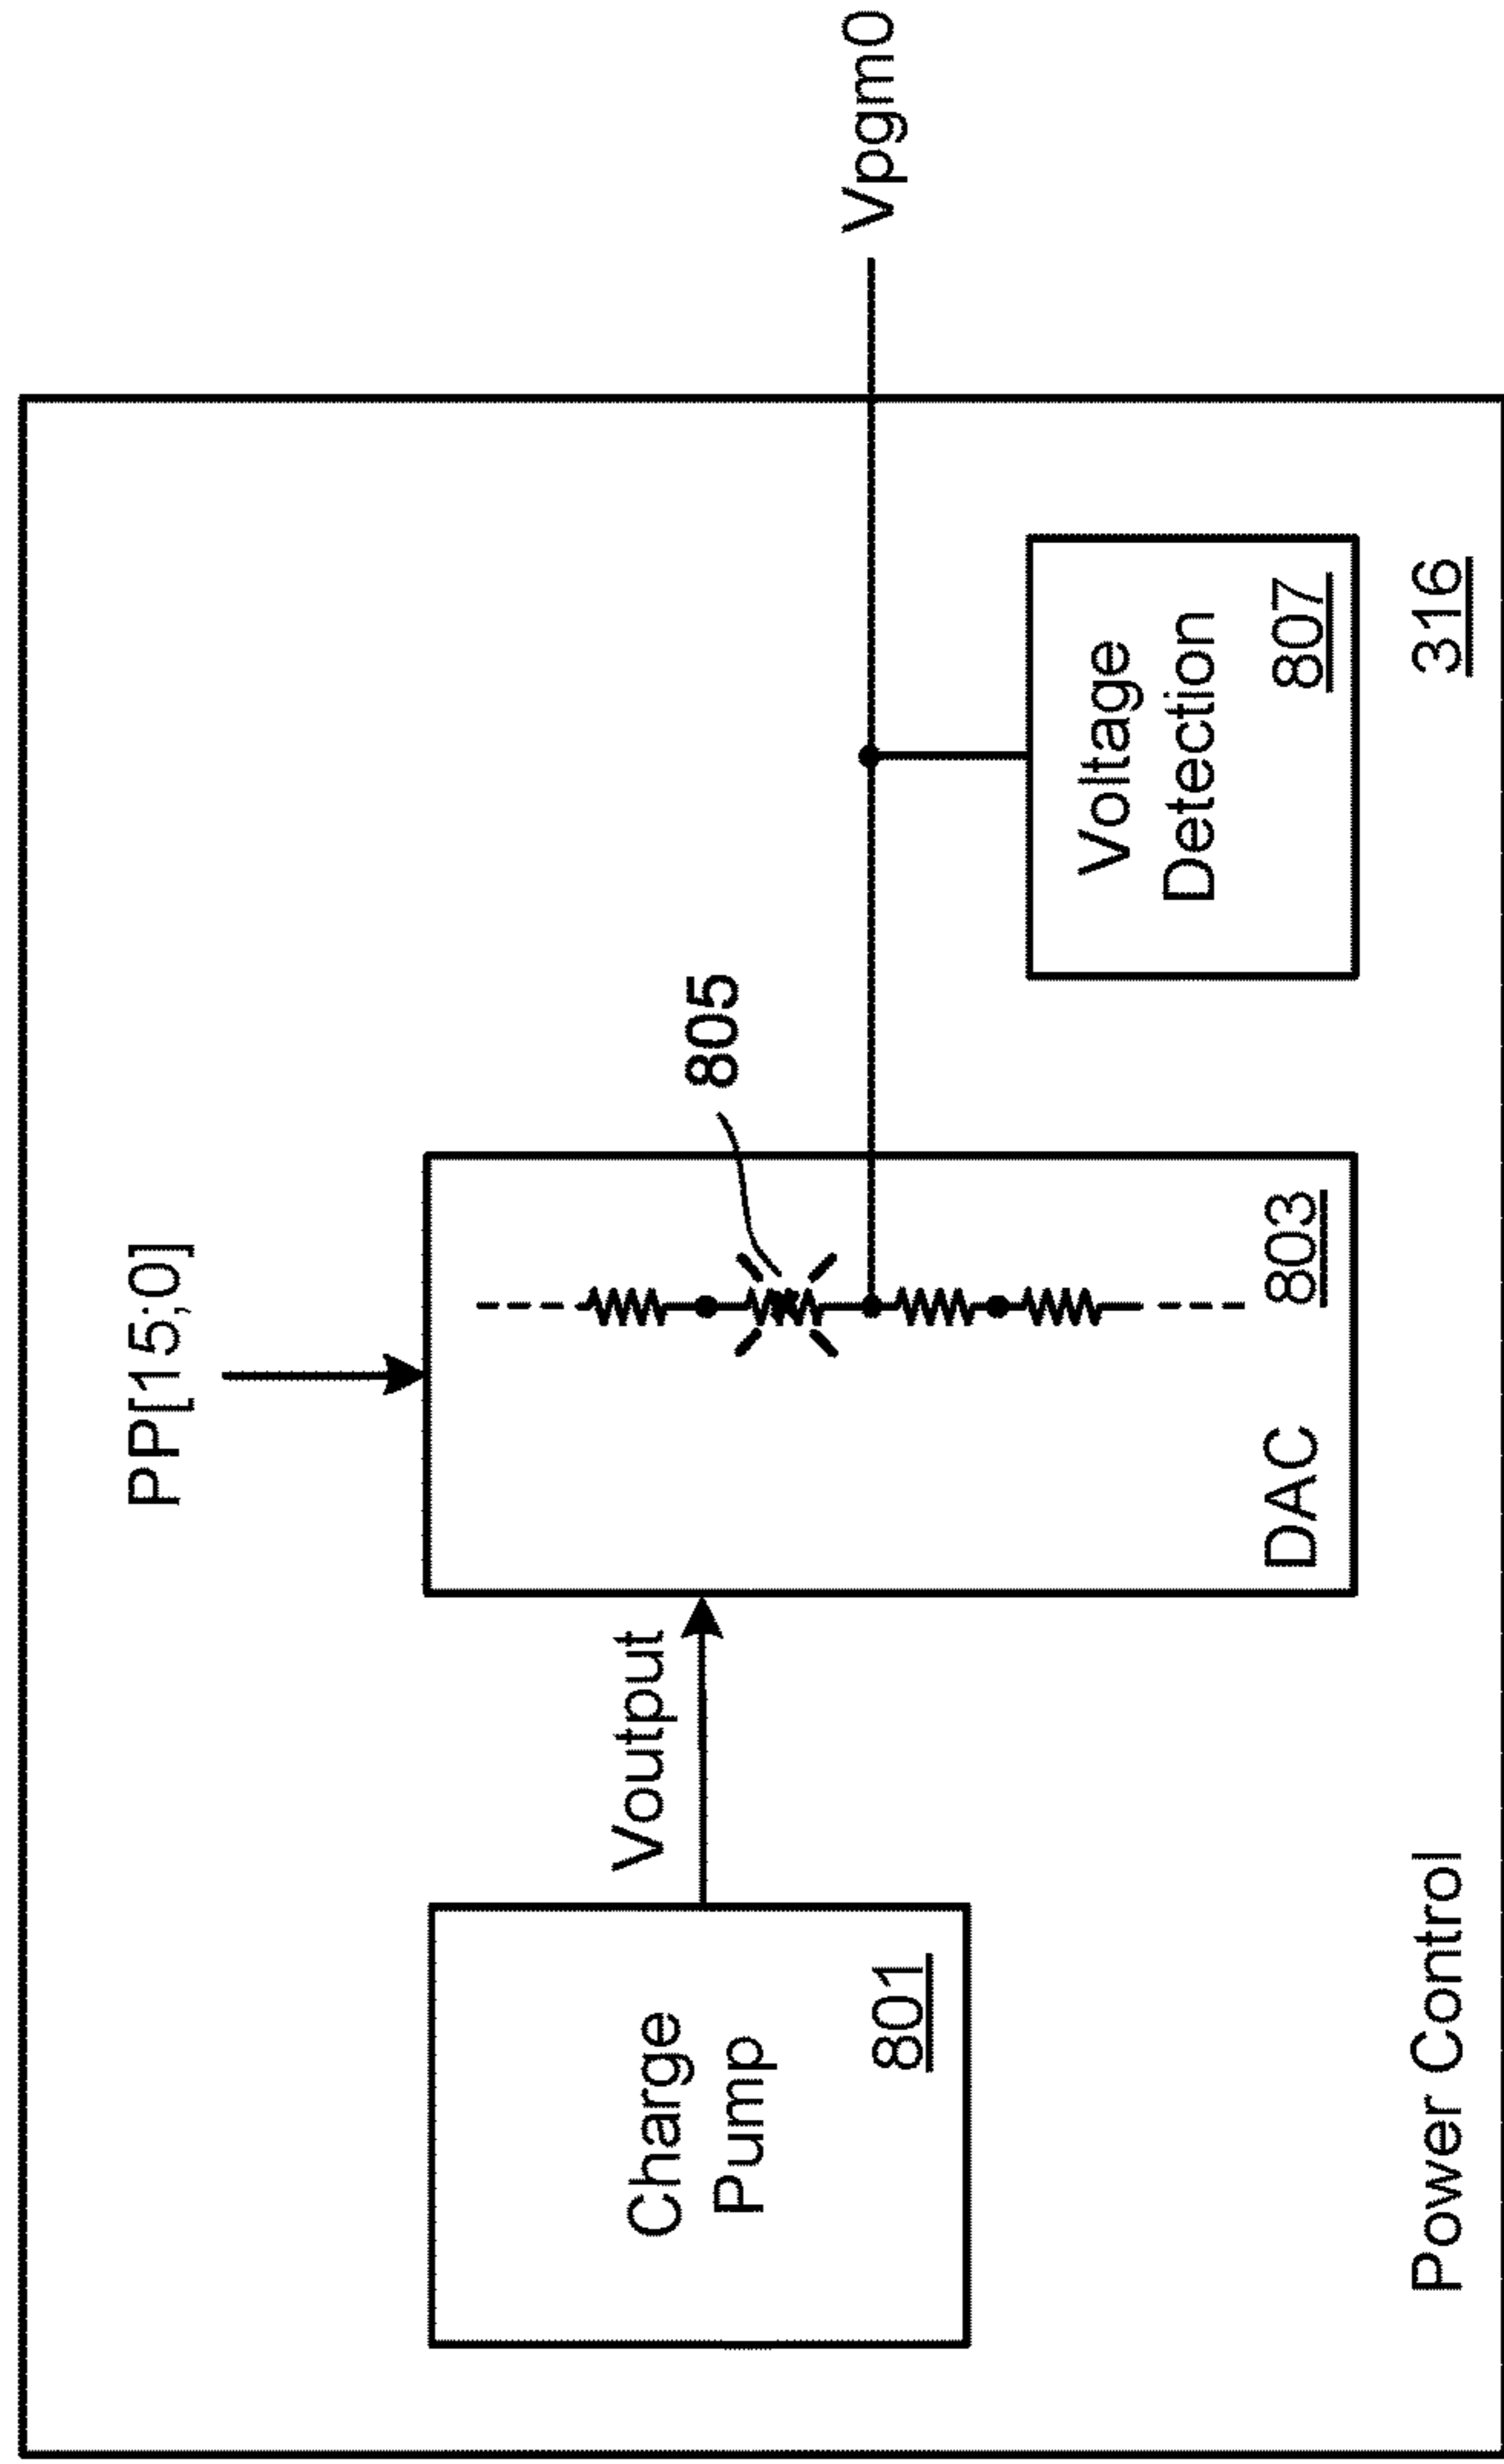 PP[15;0]
Charge
Pump
801
Voutput
DAC
803
805
Voltage
Detection
807
Vpgm0
Power Control
316